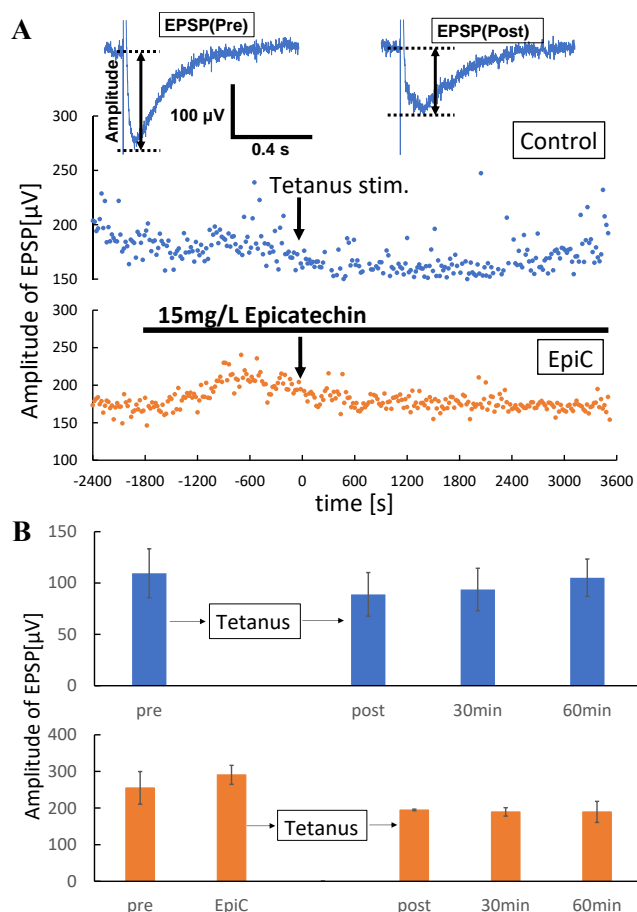 A
EPSP(Pre)
EPSP(Post)
Amplitude
100 µV
0.4 s
Control
Tetanus stim.
300
250
200
150
15mg/L Epicatechin
EpiC
300
250
200
150
100
Amplitude of EPSP[µV]
-2400 -1800 -1200 -600 0 600 1200 1800 2400 3000 3600
time [s]
B
150
100
50
0
Tetanus
pre post 30min 60min
Amplitude of EPSP[µV]
400
300
200
100
0
Tetanus
pre EpiC post 30min 60min